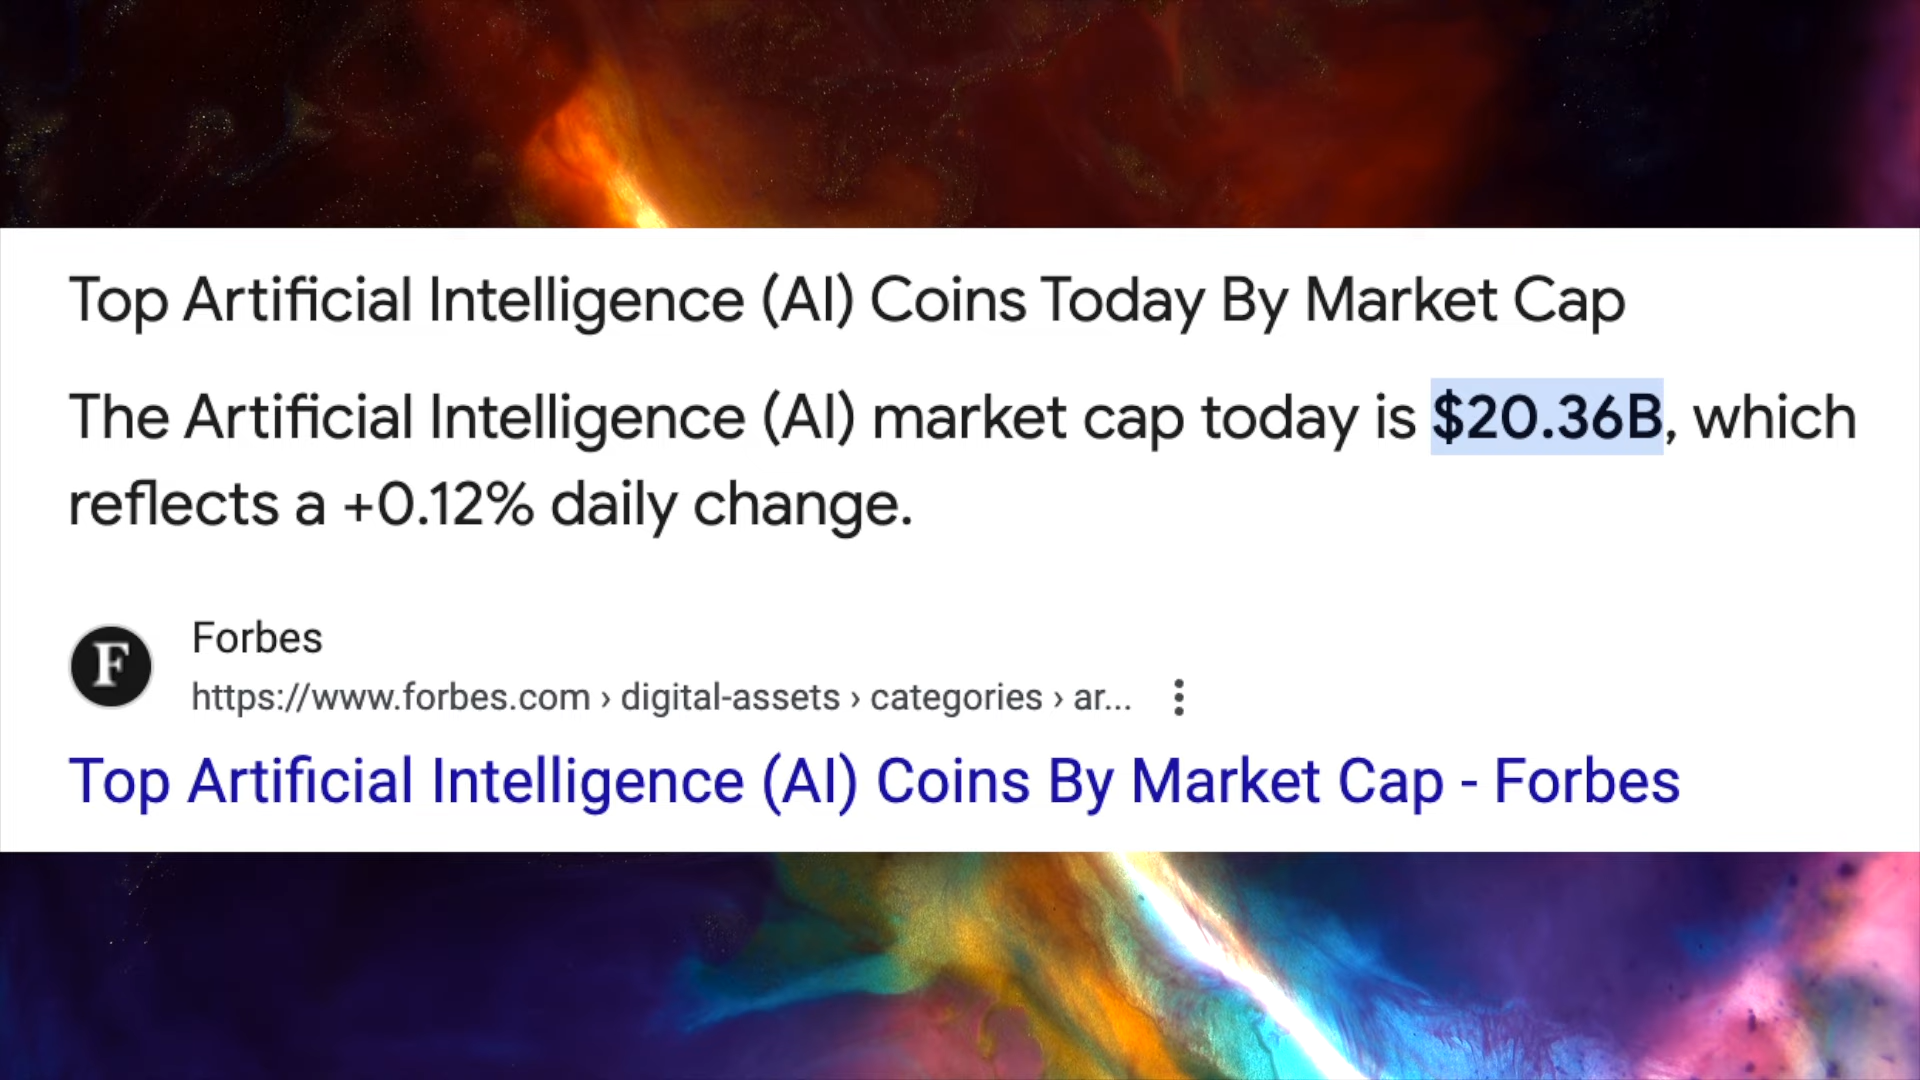 Top Artificial Intelligence (AI) Coins Today By Market Cap
The Artificial Intelligence (AI) market cap today is $20.36B, which
reflects a +0.12% daily change.
F
Forbes
https://www.forbes.com › digital-assets › categories › ar...
Top Artificial Intelligence (AI) Coins By Market Cap - Forbes